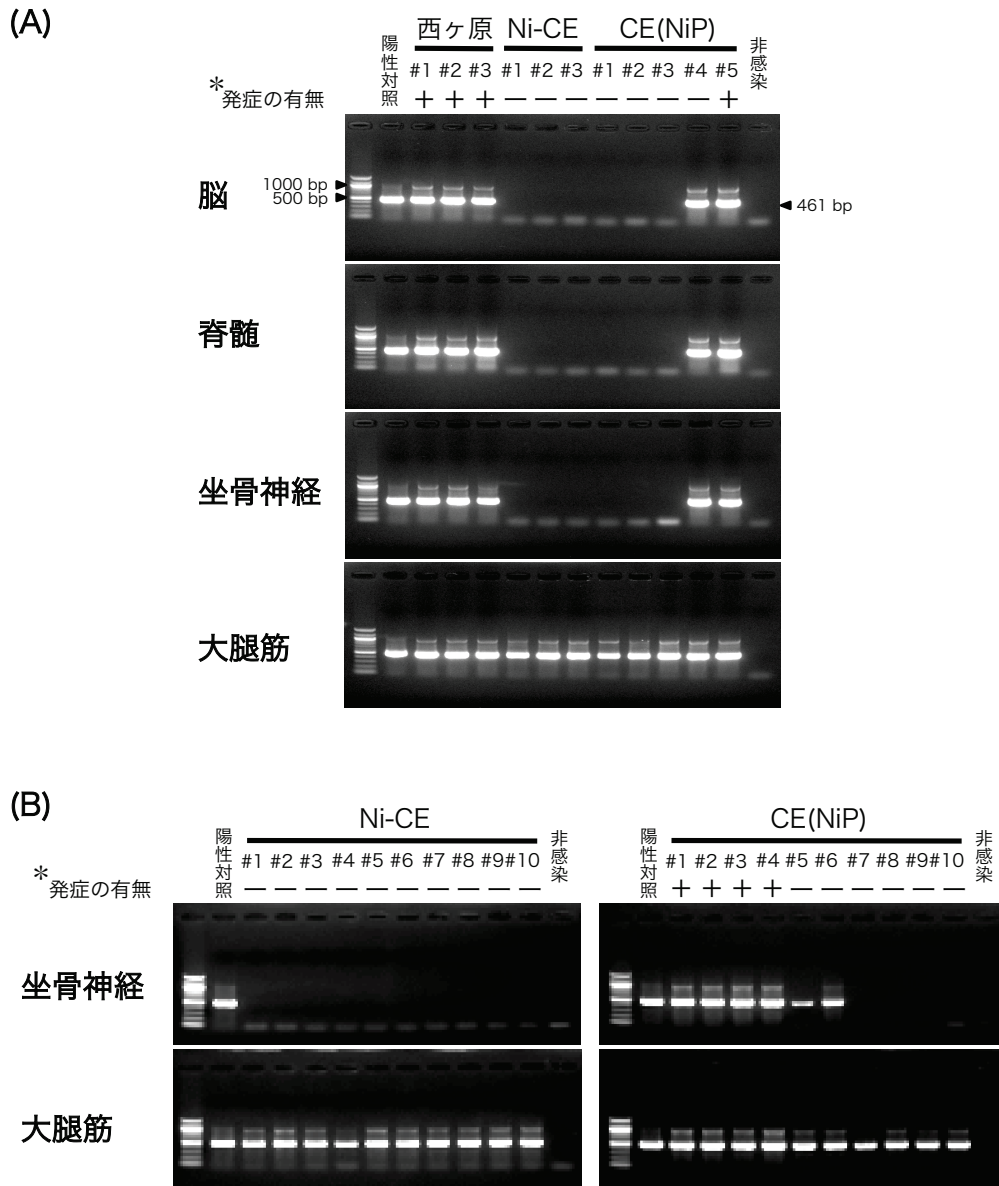 (A)
西ヶ原 Ni-CE CE(NiP)
陽性対照 #1 #2 #3 #1 #2 #3 #1 #2 #3 #4 #5 非感染
*発症の有無 + + + − − − − − − − +
脳
1000 bp
500 bp
461 bp
脊髄
坐骨神経
大腿筋
(B)
Ni-CE
陽性対照 #1 #2 #3 #4 #5 #6 #7 #8 #9 #10 非感染
*発症の有無 − − − − − − − − − −
CE(NiP)
陽性対照 #1 #2 #3 #4 #5 #6 #7 #8 #9 #10 非感染
+ + + + − − − − − −
坐骨神経
大腿筋